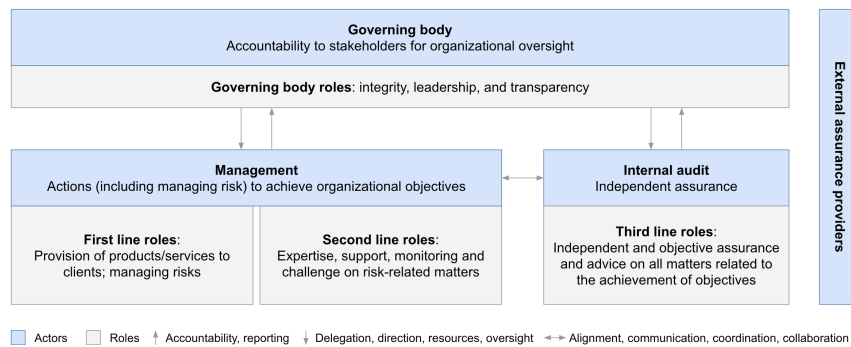 Governing body
Accountability to stakeholders for organizational oversight
Governing body roles: integrity, leadership, and transparency
Management
Actions (including managing risk) to achieve organizational objectives
Internal audit
Independent assurance
First line roles:
Provision of products/services to
clients; managing risks
Second line roles:
Expertise, support, monitoring and
challenge on risk-related matters
Third line roles:
Independent and objective assurance
and advice on all matters related to
the achievement of objectives
External assurance providers
Actors
Roles
Accountability, reporting
Delegation, direction, resources, oversight
Alignment, communication, coordination, collaboration